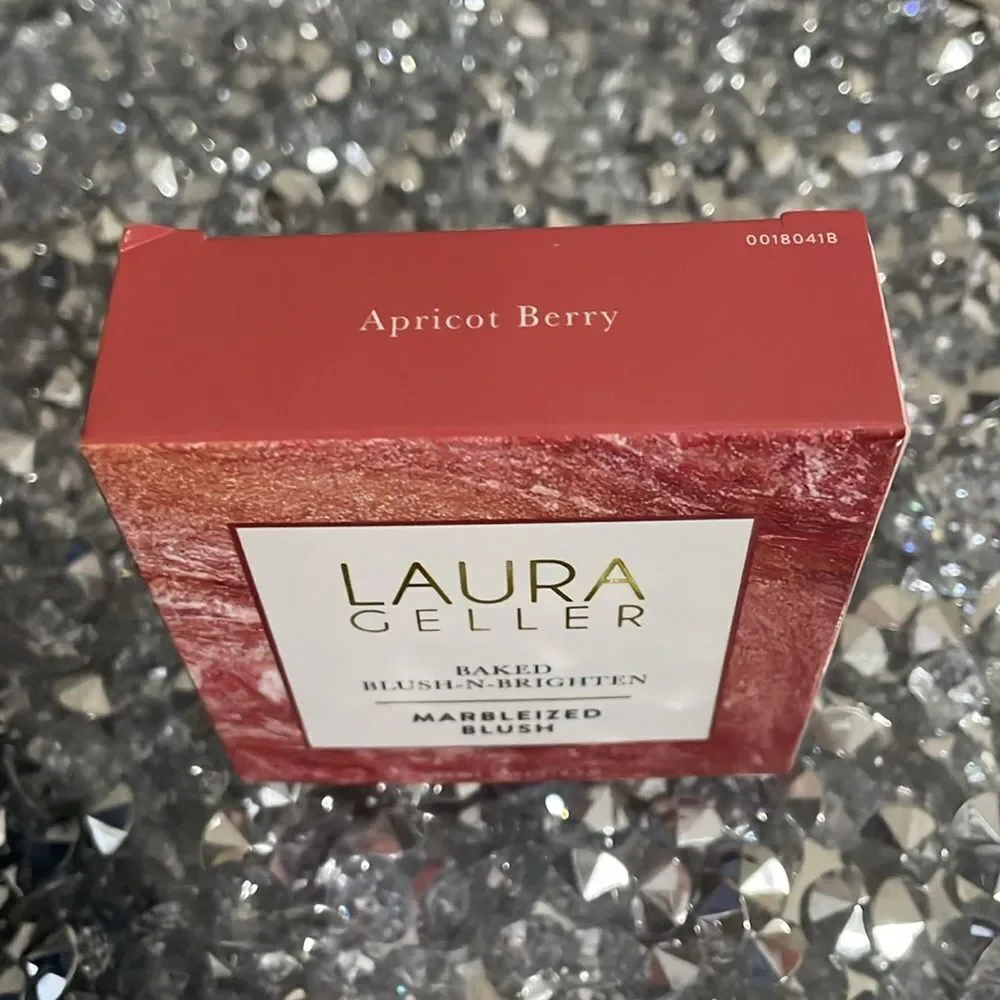 0018041B
Apricot Berry
LAURA
GELLER
BAKED
BLUSH-N-BRIGHTEN
MARBLEIZED
BLUSH